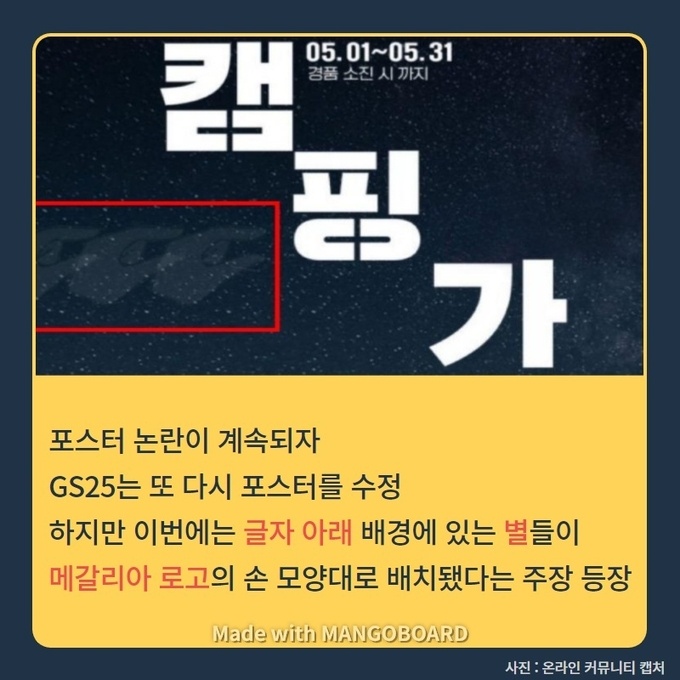 캠핑가
05. 01~05. 31
경품 소진 시 까지
포스터 논란이 계속되자
GS25는 또 다시 포스터를 수정
하지만 이번에는 글자 아래 배경에 있는 별들이
메갈리아 로고의 손 모양대로 배치됐다는 주장 등장
Made with MANGOBOARD
사진 : 온라인 커뮤니티 캡처